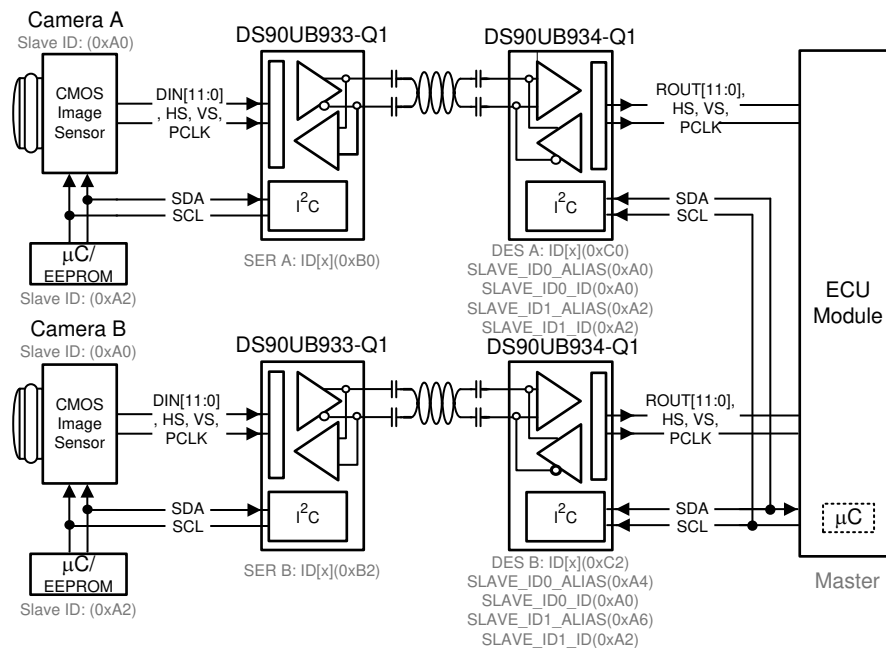 Camera A
Slave ID: (0xA0)
CMOS
Image
Sensor
DIN[11:0]
, HS, VS,
PCLK
SDA
SCL
µC/
EEPROM
Slave ID: (0xA2)
DS90UB933-Q1
I²C
SER A: ID[x](0xB0)
DS90UB934-Q1
I²C
DES A: ID[x](0xC0)
SLAVE_ID0_ALIAS(0xA0)
SLAVE_ID0_ID(0xA0)
SLAVE_ID1_ALIAS(0xA2)
SLAVE_ID1_ID(0xA2)
ROUT[11:0],
HS, VS,
PCLK
SDA
SCL
ECU
Module
Camera B
Slave ID: (0xA0)
CMOS
Image
Sensor
DIN[11:0]
, HS, VS,
PCLK
SDA
SCL
µC/
EEPROM
Slave ID: (0xA2)
DS90UB933-Q1
I²C
SER B: ID[x](0xB2)
DS90UB934-Q1
I²C
DES B: ID[x](0xC2)
SLAVE_ID0_ALIAS(0xA4)
SLAVE_ID0_ID(0xA0)
SLAVE_ID1_ALIAS(0xA6)
SLAVE_ID1_ID(0xA2)
ROUT[11:0],
HS, VS,
PCLK
SDA
SCL
µC
Master